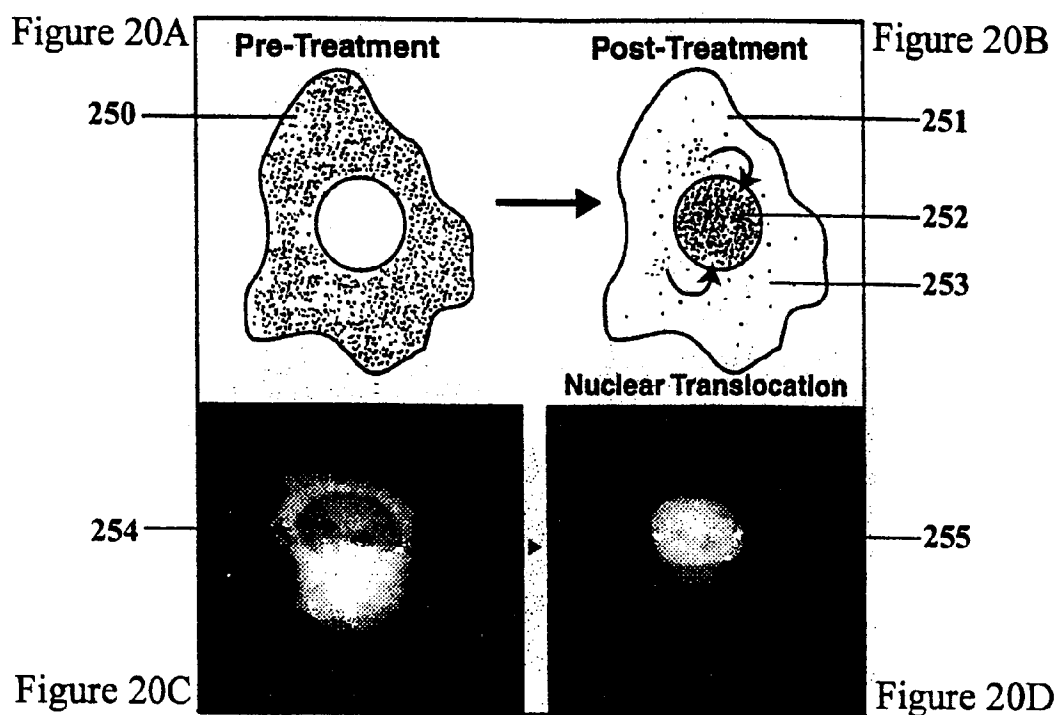 Figure 20A
Pre-Treatment
Post-Treatment
Figure 20B
250
251
252
253
Nuclear Translocation
254
255
Figure 20C
Figure 20D